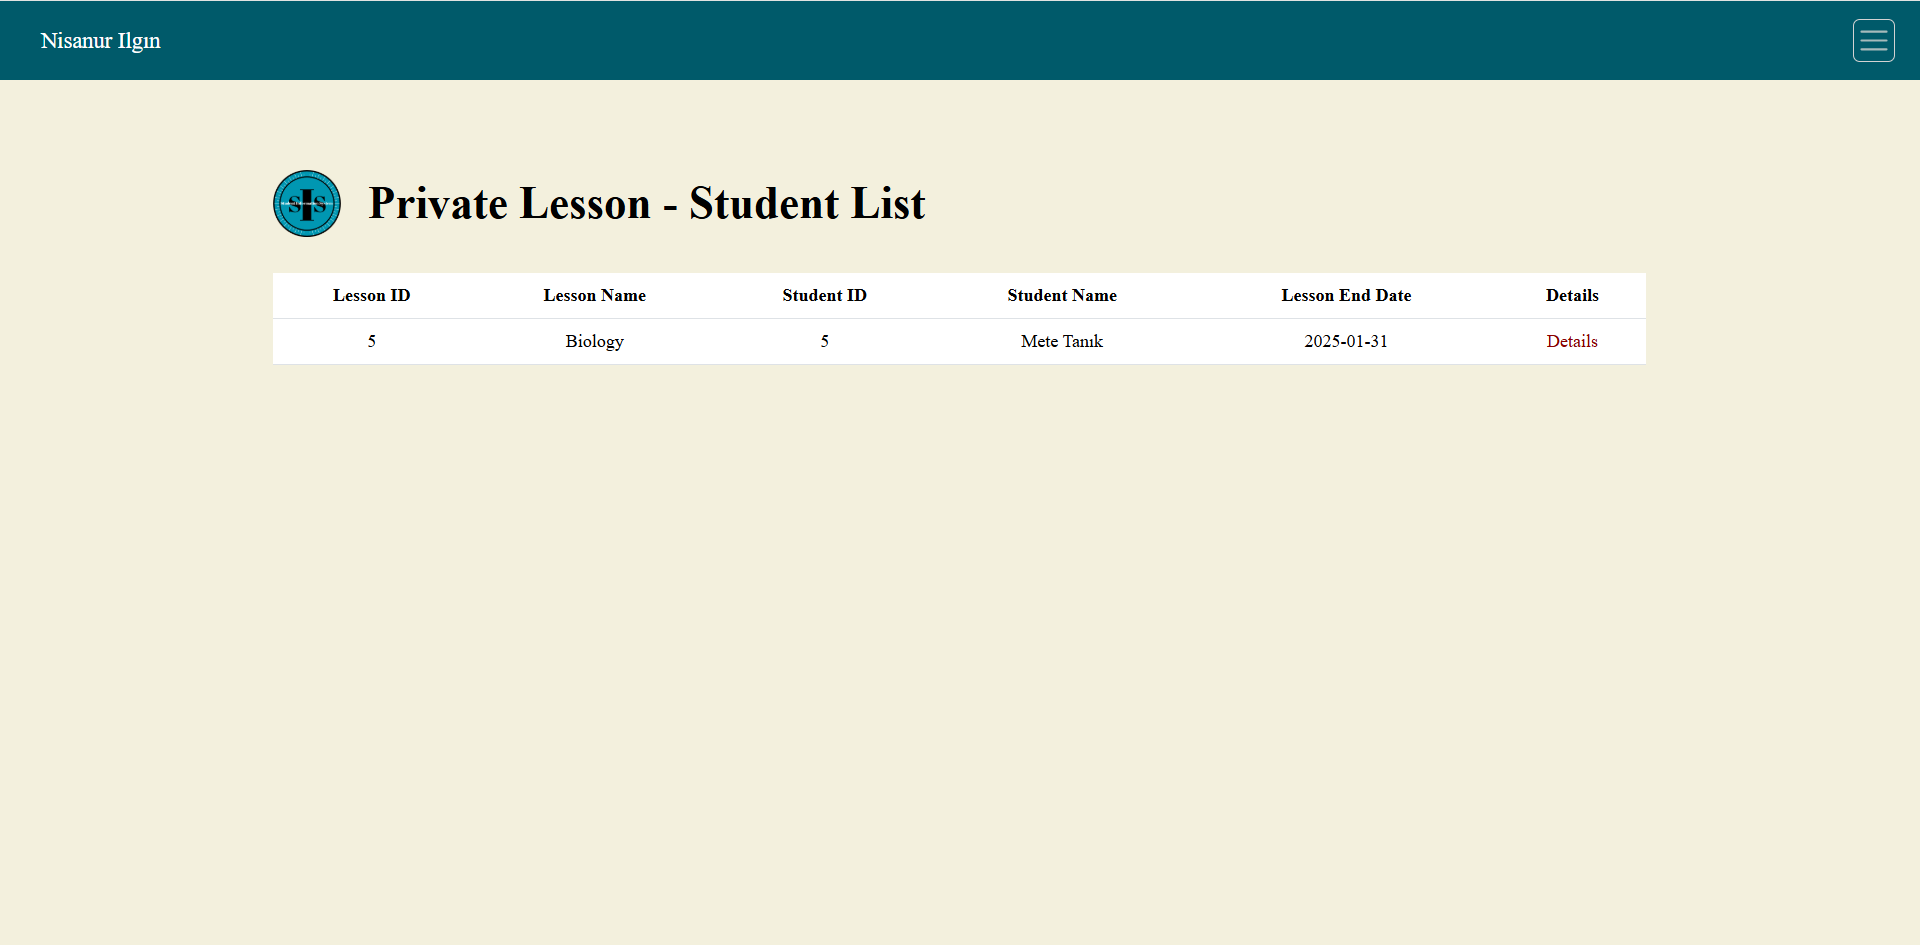 Nisanur Ilgın
SIS
Private Lesson - Student List
Lesson ID Lesson Name Student ID Student Name Lesson End Date Details
5 Biology 5 Mete Tanık 2025-01-31 Details